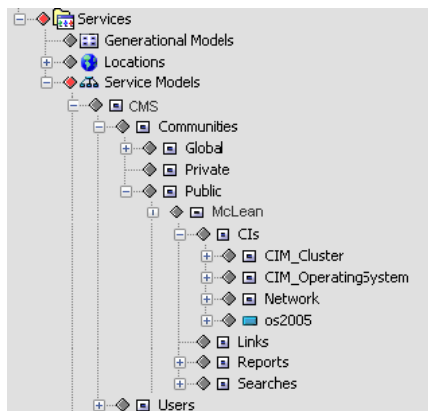 Services
Generational Models
Locations
Service Models
CMS
Communities
Global
Private
Public
McLean
CIs
CIM_Cluster
CIM_OperatingSystem
Network
os2005
Links
Reports
Searches
Users